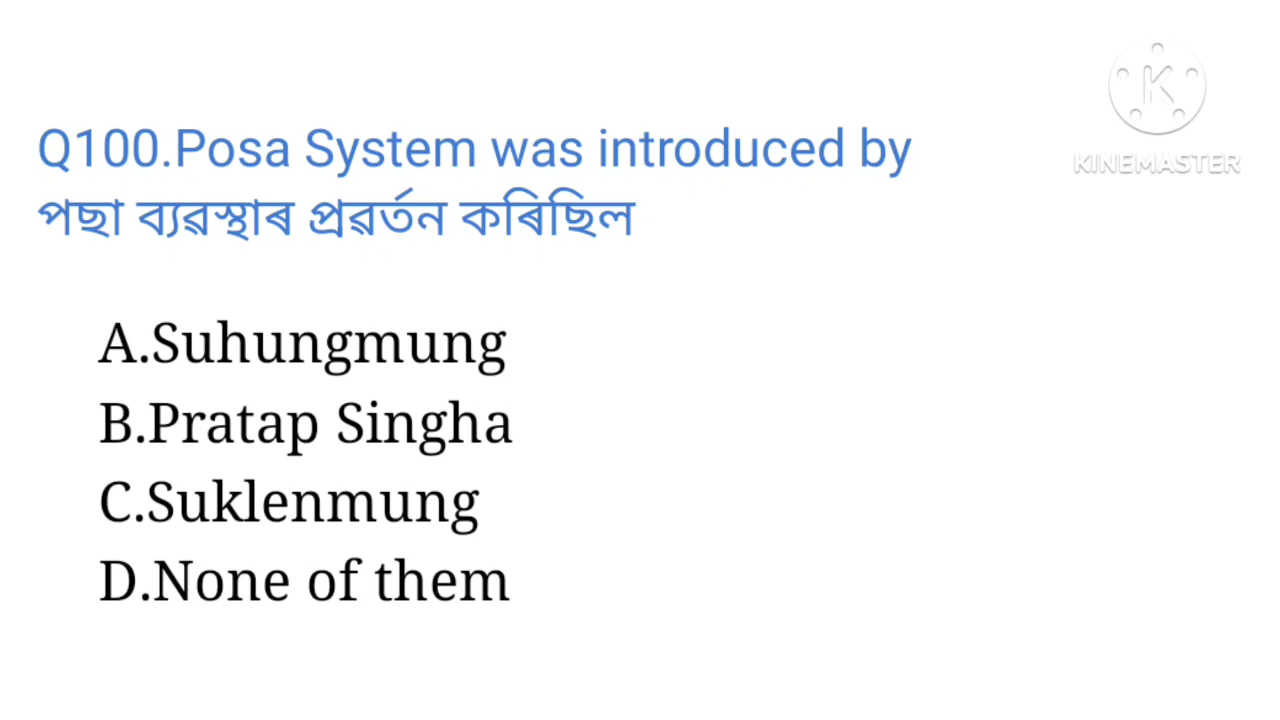 Q100.Posa System was introduced by
পছা ব্যৱস্থাৰ প্ৰৱৰ্তন কৰিছিল
A.Suhungmung
B.Pratap Singha
C.Suklenmung
D.None of them
K
KINEMASTER